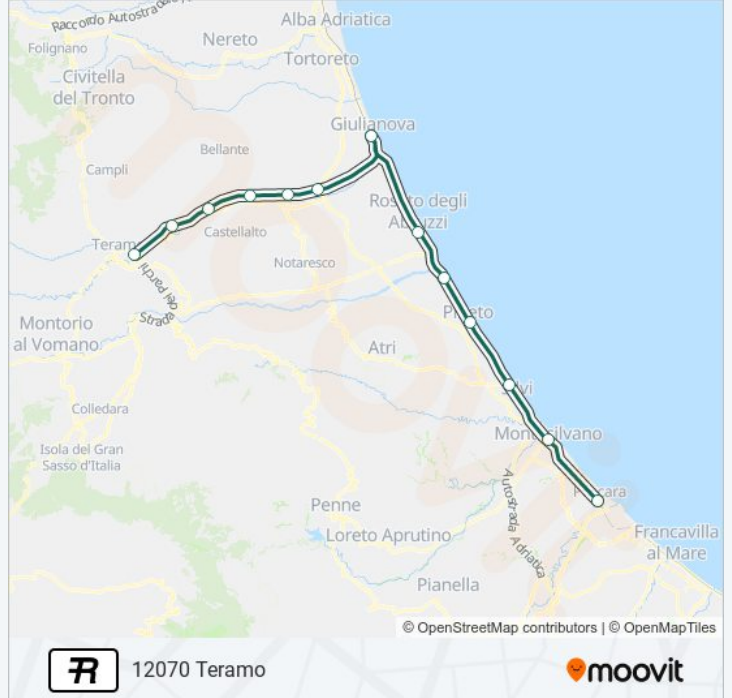 Raccordo Autostrada
Alba Adriatica
Nereto
Folignano
Tortoreto
Civitella
del Tronto
Giulianova
Bellante
Campli
Roseto degli
Abruzzi
Castellalto
Teramo
Notaresco
Strada dei Parchi
Pineto
Montorio
al Vomano
Atri
Silvi
Colledara
Montesilvano
Isola del Gran
Sasso d'Italia
Pescara
Autostrada Adriatica
Penne
Loreto Aprutino
Francavilla
al Mare
Pianella
moovit
© OpenStreetMap contributors | © OpenMapTiles
R
12070 Teramo
moovit